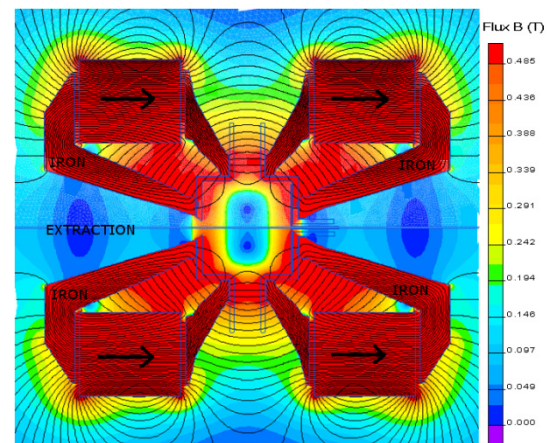 Flux B (T)
0.485
0.436
0.388
0.339
0.291
0.242
0.194
0.146
0.097
0.049
0.000
IRON
IRON
EXTRACTION
IRON
IRON